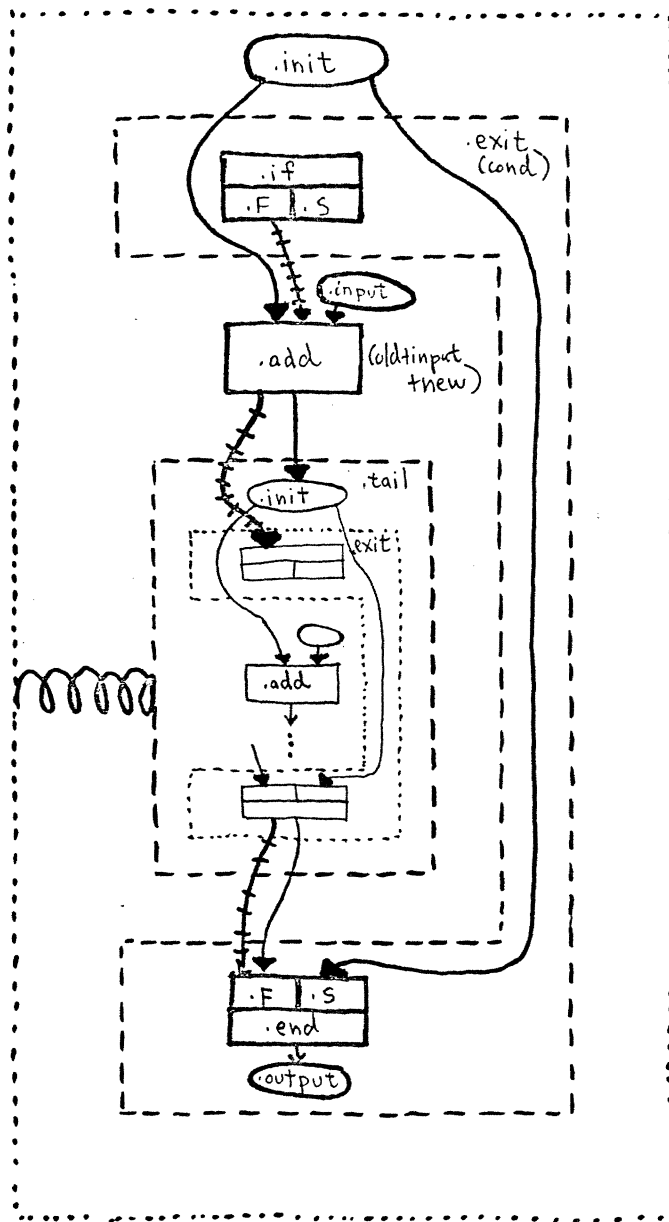 .init
.exit
(cond)
.if
.F .S
.input
.add
(old+input
+new)
.tail
.init
exit
.add
.F .S
.end
.output